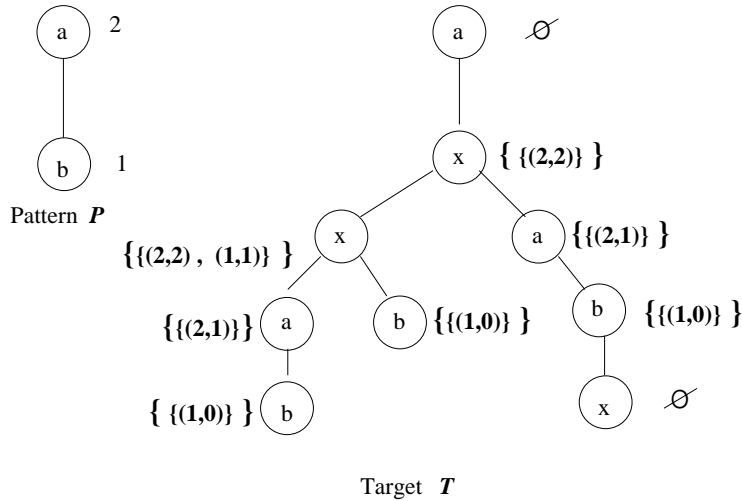 a 2
a Ø
b 1
x { {(2,2)} }
Pattern P
x
a {{(2,1)} }
{{(2,2) , (1,1)} }
{{(2,1)}} a
b {{(1,0)} }
b {{(1,0)} }
{ {(1,0)} } b
x Ø
Target T